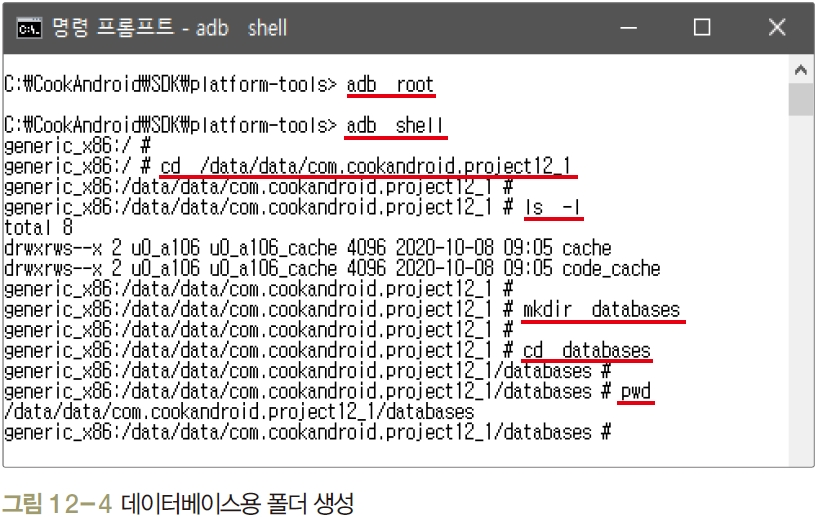 명령 프롬프트 - adb  shell
C:\CookAndroid\SDK\platform-tools> adb  root
C:\CookAndroid\SDK\platform-tools> adb  shell
generic_x86:/ #
generic_x86:/ # cd  /data/data/com.cookandroid.project12_1
generic_x86:/data/data/com.cookandroid.project12_1 #
generic_x86:/data/data/com.cookandroid.project12_1 # ls  -l
total 8
drwxrws--x 2 u0_a106 u0_a106_cache 4096 2020-10-08 09:05 cache
drwxrws--x 2 u0_a106 u0_a106_cache 4096 2020-10-08 09:05 code_cache
generic_x86:/data/data/com.cookandroid.project12_1 #
generic_x86:/data/data/com.cookandroid.project12_1 # mkdir  databases
generic_x86:/data/data/com.cookandroid.project12_1 #
generic_x86:/data/data/com.cookandroid.project12_1 # cd  databases
generic_x86:/data/data/com.cookandroid.project12_1/databases #
generic_x86:/data/data/com.cookandroid.project12_1/databases # pwd
/data/data/com.cookandroid.project12_1/databases
generic_x86:/data/data/com.cookandroid.project12_1/databases #
그림 12-4 데이터베이스용 폴더 생성